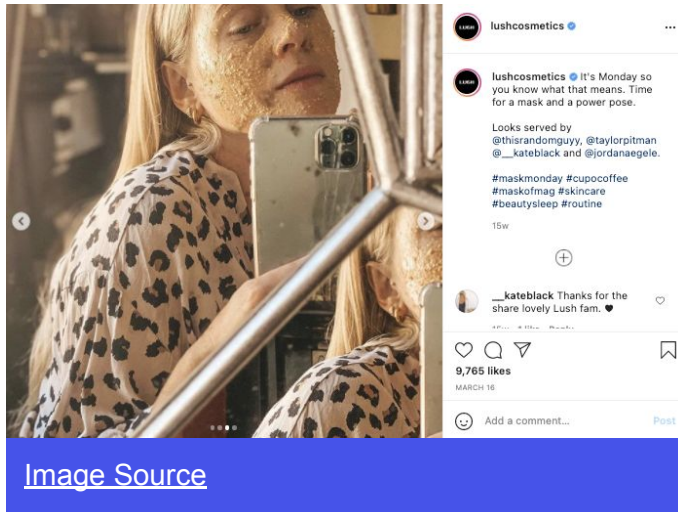 lushcosmetics
lushcosmetics It's Monday so
you know what that means. Time
for a mask and a power pose.
Looks served by
@thisrandomguyy, @taylorpitman
@__kateblack and @jordanaegele.
#maskmonday #cupocoffee
#maskofmag #skincare
#beautysleep #routine
15w
__kateblack Thanks for the
share lovely Lush fam. 🖤
9,765 likes
MARCH 16
Add a comment... Post
Image Source